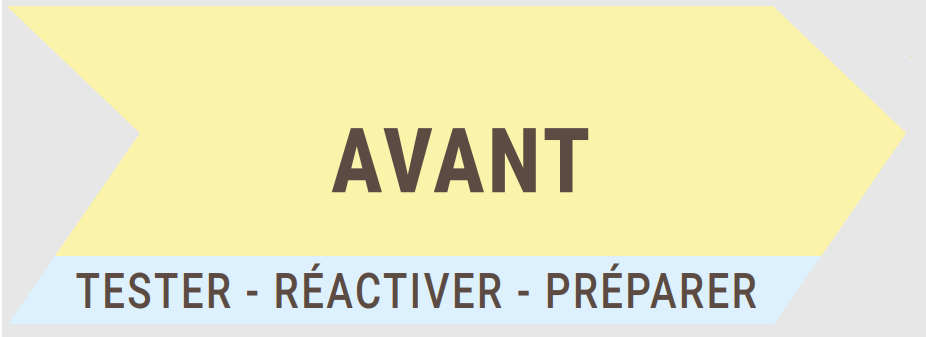 AVANT
TESTER - RÉACTIVER - PRÉPARER